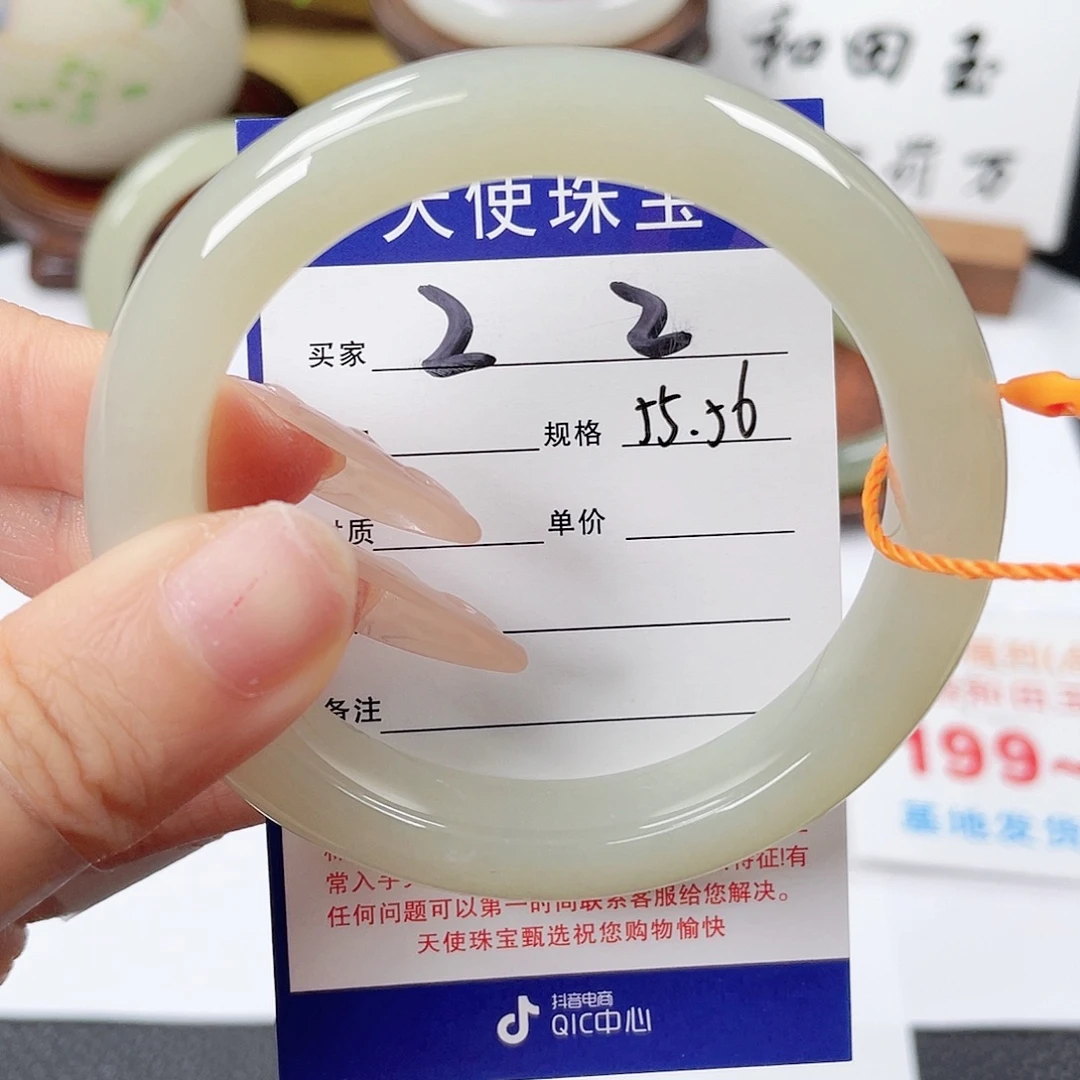 和田玉
万
天使珠宝
买家 2 2
规格 55.56
质 单价
备注
199~
基地发货
常入手
任何问题可以第一时间联系客服给您解决。
天使珠宝甄选祝您购物愉快
抖音电商
QIC中心